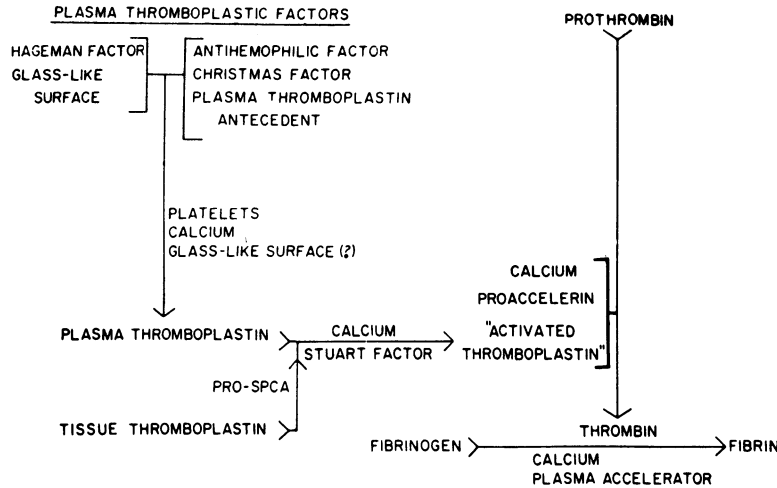 PLASMA THROMBOPLASTIC FACTORS
HAGEMAN FACTOR
GLASS-LIKE
SURFACE
ANTIHEMOPHILIC FACTOR
CHRISTMAS FACTOR
PLASMA THROMBOPLASTIN
ANTECEDENT
PLATELETS
CALCIUM
GLASS-LIKE SURFACE (?)
PLASMA THROMBOPLASTIN
CALCIUM
STUART FACTOR
PRO-SPCA
TISSUE THROMBOPLASTIN
PROTHROMBIN
CALCIUM
PROACCELERIN
"ACTIVATED
THROMBOPLASTIN"
THROMBIN
FIBRINOGEN
FIBRIN
CALCIUM
PLASMA ACCELERATOR